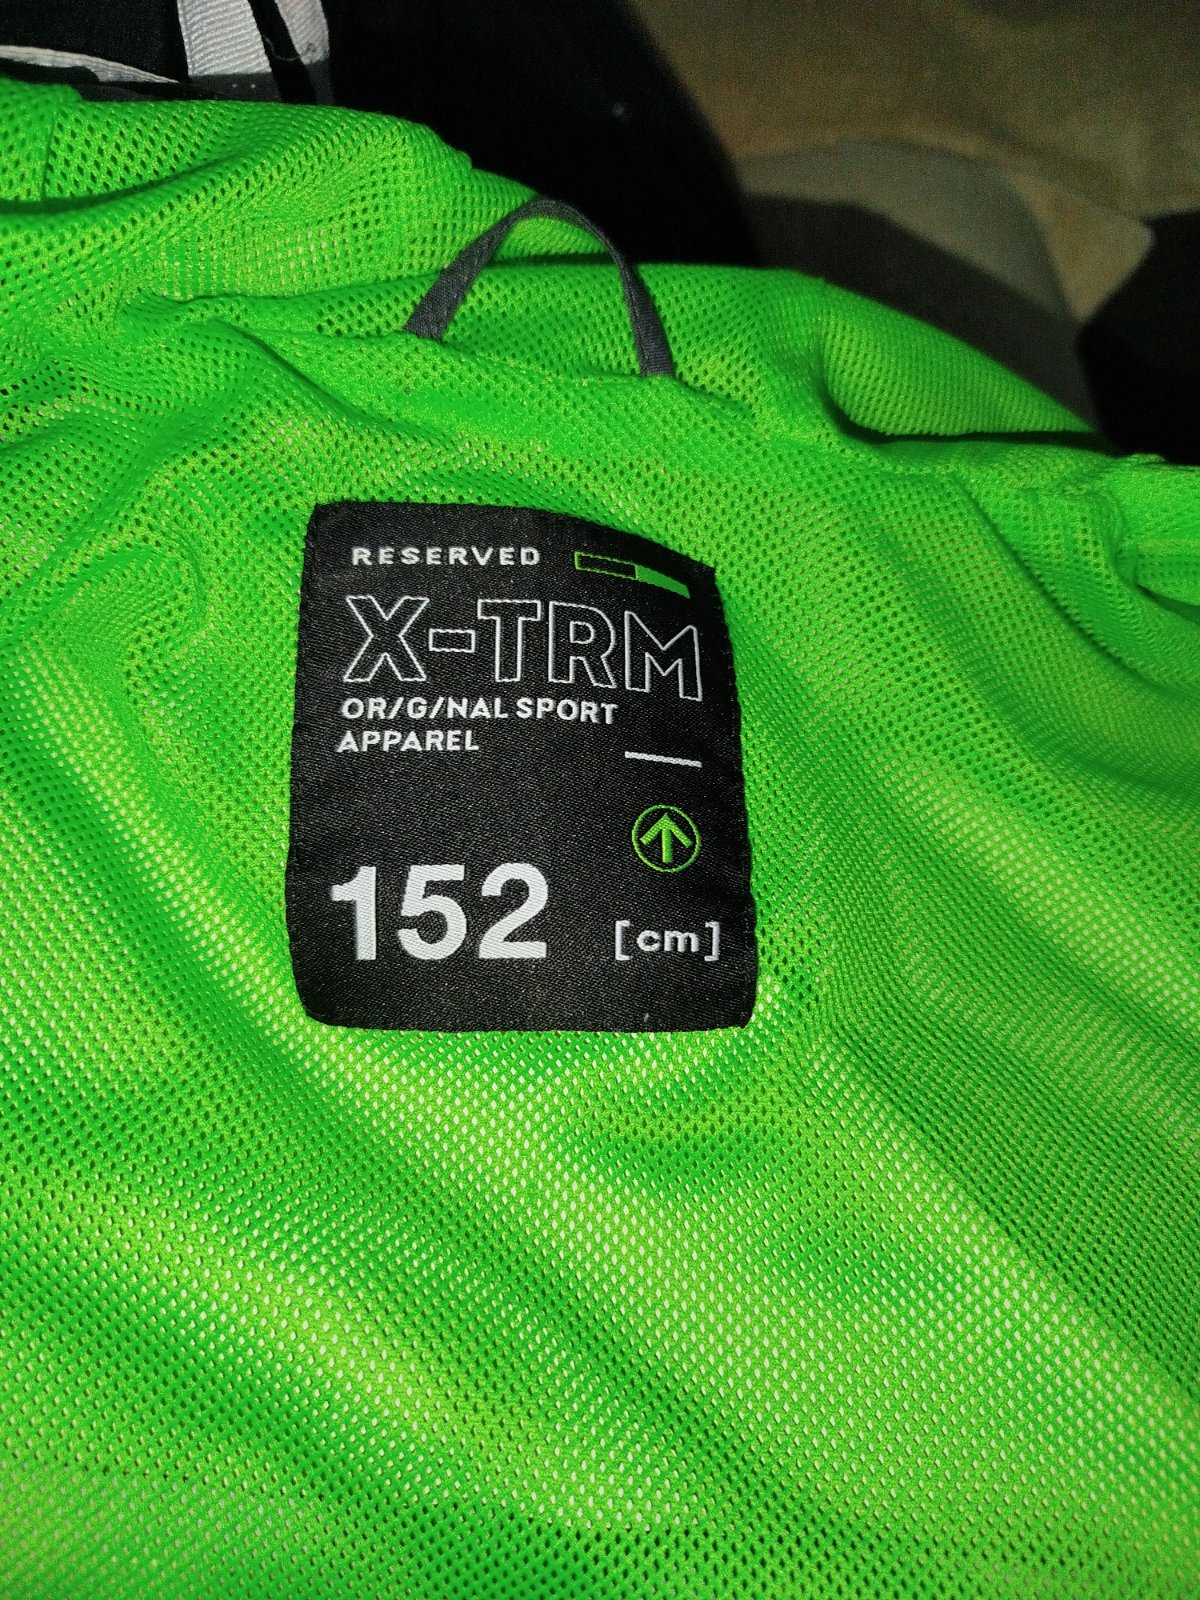 RESERVED
X-TRM
OR/G/NAL SPORT
APPAREL
152 [cm]